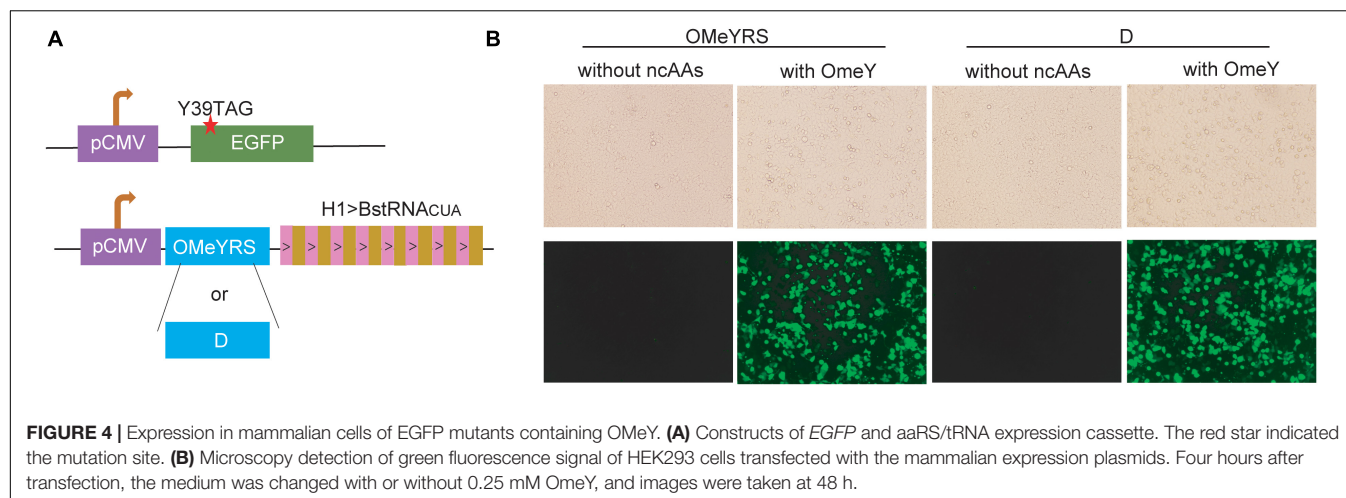 A
Y39TAG
pCMV
EGFP
H1>BstRNACUA
pCMV
OMeYRS
> > > > > > > >
or
D
B
OMeYRS
D
without ncAAs
with OmeY
without ncAAs
with OmeY
FIGURE 4 | Expression in mammalian cells of EGFP mutants containing OMeY. (A) Constructs of EGFP and aaRS/tRNA expression cassette. The red star indicated
the mutation site. (B) Microscopy detection of green fluorescence signal of HEK293 cells transfected with the mammalian expression plasmids. Four hours after
transfection, the medium was changed with or without 0.25 mM OmeY, and images were taken at 48 h.